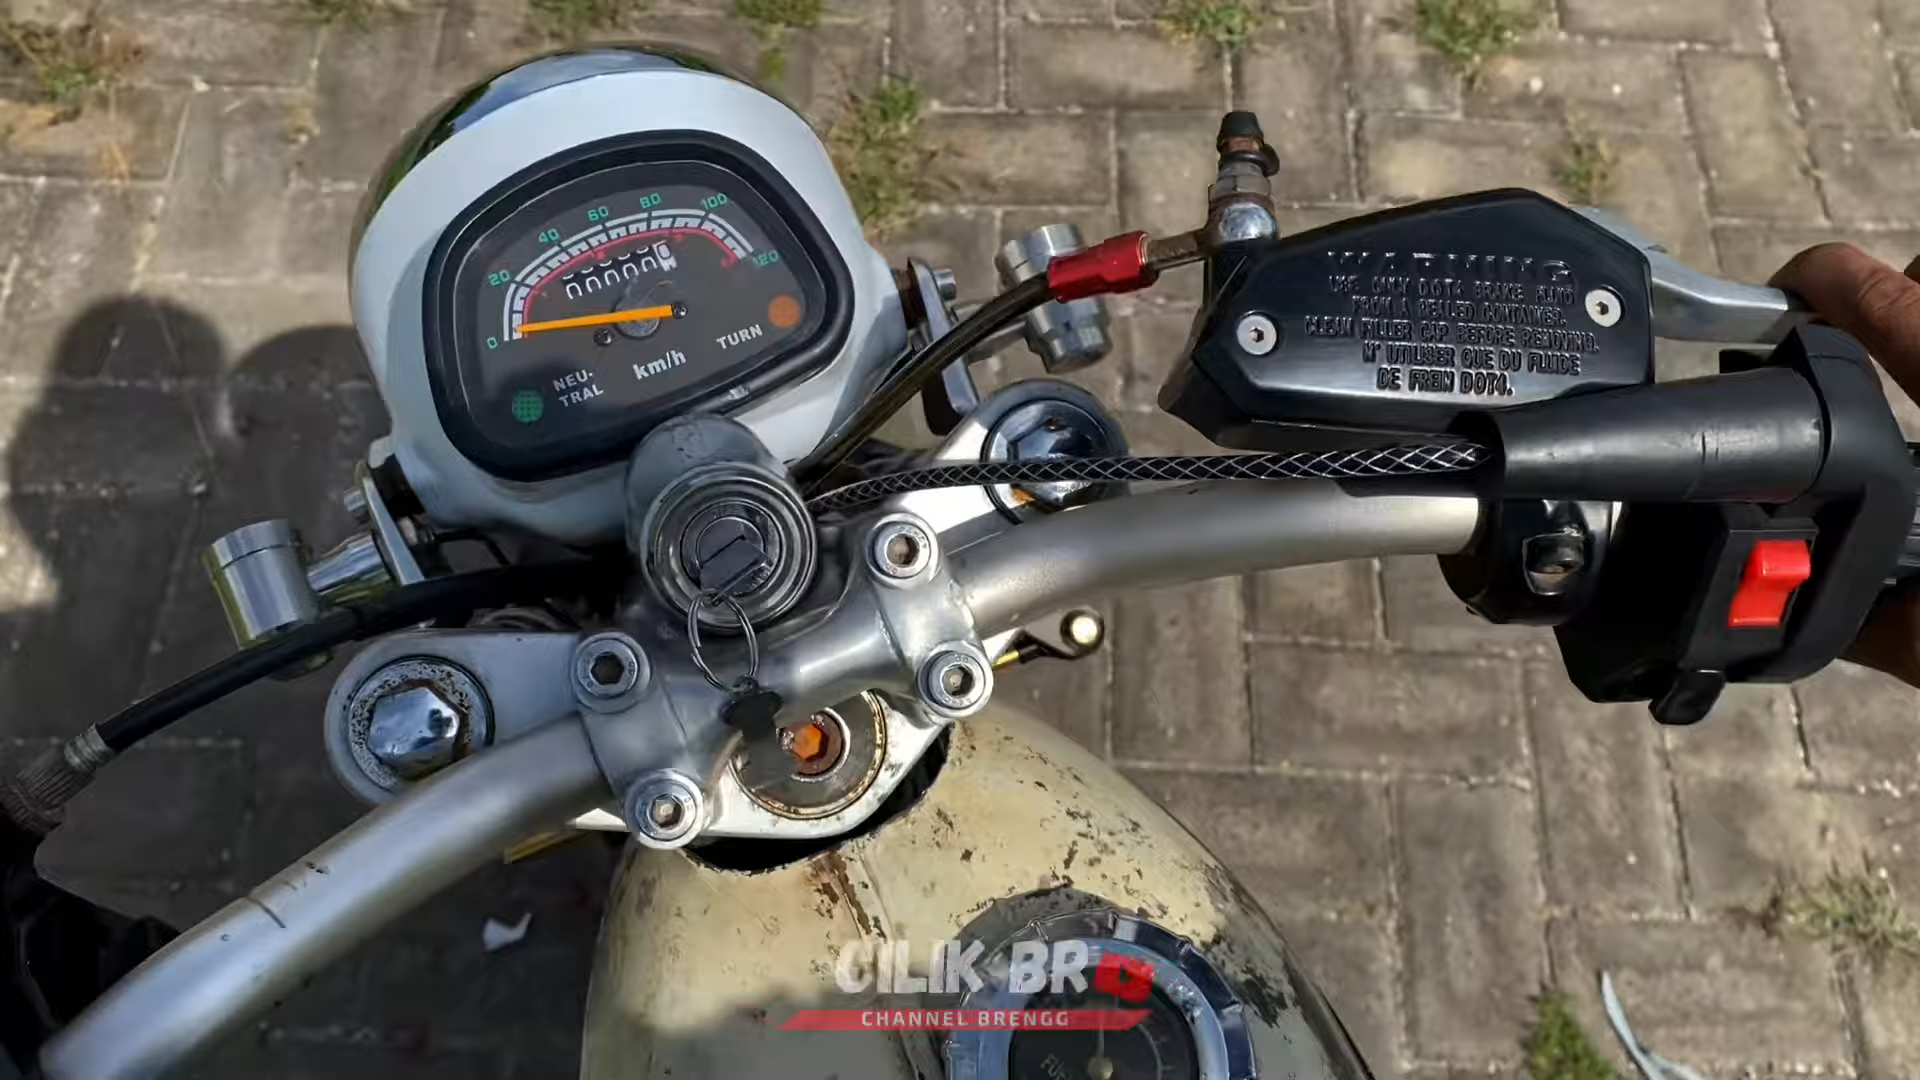 20 40 60 80 100 120
000000
0
NEU-
TRAL
km/h
TURN
WARNING
USE ONLY DOT4 BRAKE FLUID
FROM A SEALED CONTAINER.
CLEAN FILLER CAP BEFORE REMOVING.
N' UTILISER QUE DU FLUIDE
DE FREIN DOT4.
CILIK BRO
CHANNEL BRENGG